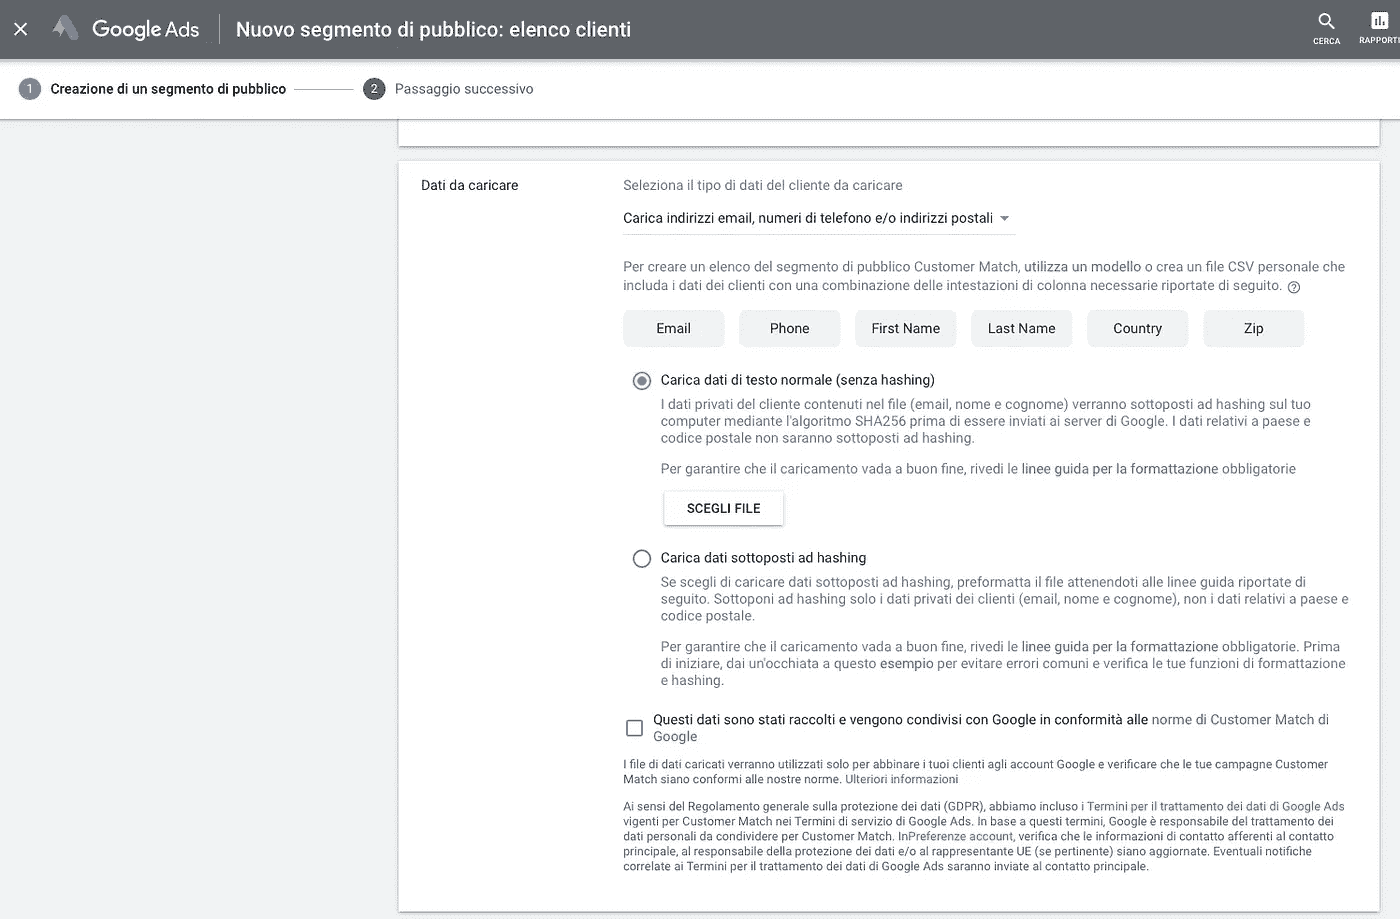 Google Ads
Nuovo segmento di pubblico: elenco clienti
CERCA
RAPPORTI
1 Creazione di un segmento di pubblico
2 Passaggio successivo
Dati da caricare
Seleziona il tipo di dati del cliente da caricare
Carica indirizzi email, numeri di telefono e/o indirizzi postali
Per creare un elenco del segmento di pubblico Customer Match, utilizza un modello o crea un file CSV personale che
includa i dati dei clienti con una combinazione delle intestazioni di colonna necessarie riportate di seguito.
Email Phone First Name Last Name Country Zip
Carica dati di testo normale (senza hashing)
I dati privati del cliente contenuti nel file (email, nome e cognome) verranno sottoposti ad hashing sul tuo
computer mediante l'algoritmo SHA256 prima di essere inviati ai server di Google. I dati relativi a paese e
codice postale non saranno sottoposti ad hashing.
Per garantire che il caricamento vada a buon fine, rivedi le linee guida per la formattazione obbligatorie
SCEGLI FILE
Carica dati sottoposti ad hashing
Se scegli di caricare dati sottoposti ad hashing, preformatta il file attenendoti alle linee guida riportate di
seguito. Sottoponi ad hashing solo i dati privati dei clienti (email, nome e cognome), non i dati relativi a paese e
codice postale.
Per garantire che il caricamento vada a buon fine, rivedi le linee guida per la formattazione obbligatorie. Prima
di iniziare, dai un'occhiata a questo esempio per evitare errori comuni e verifica le tue funzioni di formattazione
e hashing.
Questi dati sono stati raccolti e vengono condivisi con Google in conformità alle norme di Customer Match di
Google
I file di dati caricati verranno utilizzati solo per abbinare i tuoi clienti agli account Google e verificare che le tue campagne Customer
Match siano conformi alle nostre norme. Ulteriori informazioni
Ai sensi del Regolamento generale sulla protezione dei dati (GDPR), abbiamo incluso i Termini per il trattamento dei dati di Google Ads
vigenti per Customer Match nei Termini di servizio di Google Ads. In base a questi termini, Google è responsabile del trattamento dei
dati personali da condividere per Customer Match. InPreferenze account, verifica che le informazioni di contatto afferenti al contatto
principale, al responsabile della protezione dei dati e/o al rappresentante UE (se pertinente) siano aggiornate. Eventuali notifiche
correlate ai Termini per il trattamento dei dati di Google Ads saranno inviate al contatto principale.